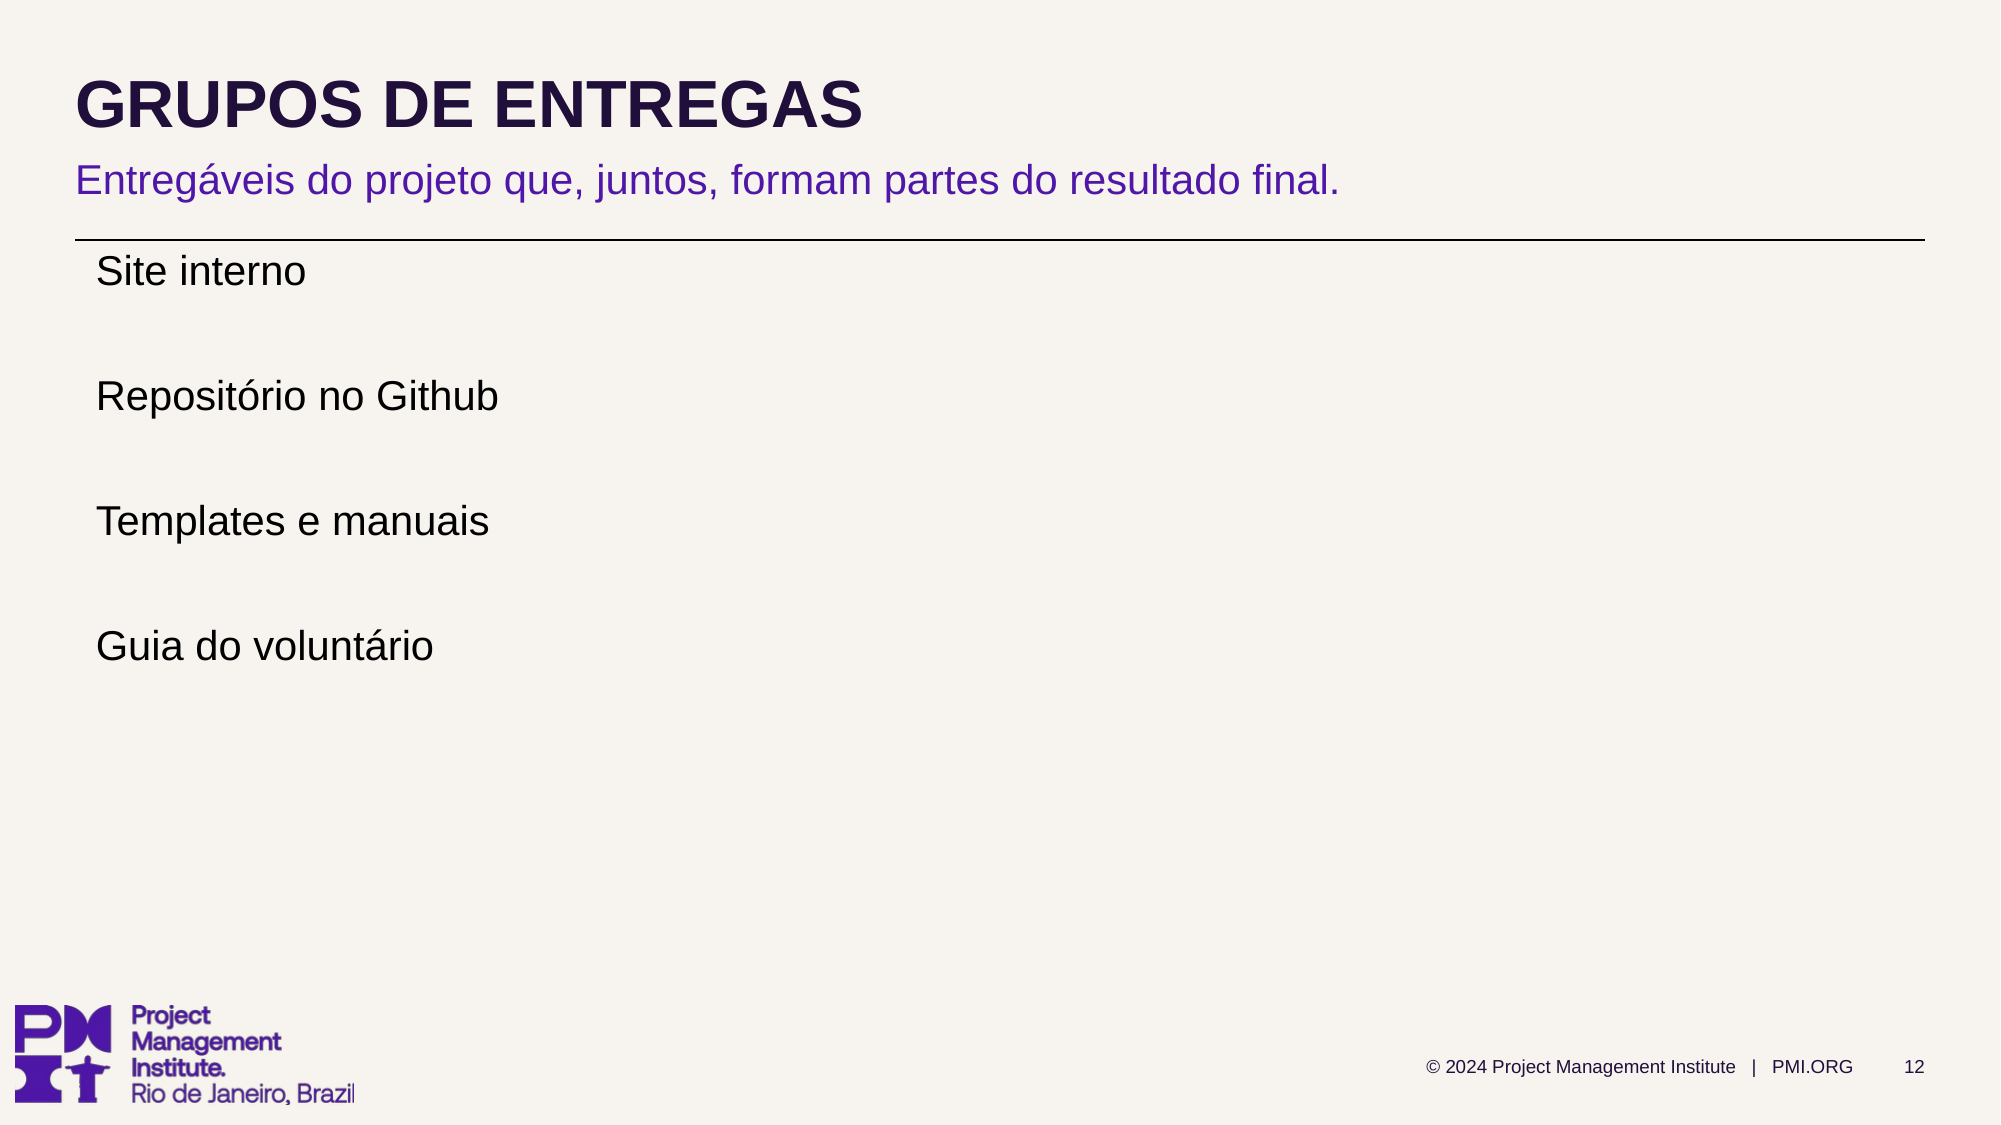 GRUPOS DE ENTREGAS
Entregáveis do projeto que, juntos, formam partes do resultado final.
Site interno
Repositório no Github
Templates e manuais
Guia do voluntário
Project
Management
Institute.
Rio de Janeiro, Brazil
© 2024 Project Management Institute | PMI.ORG 12